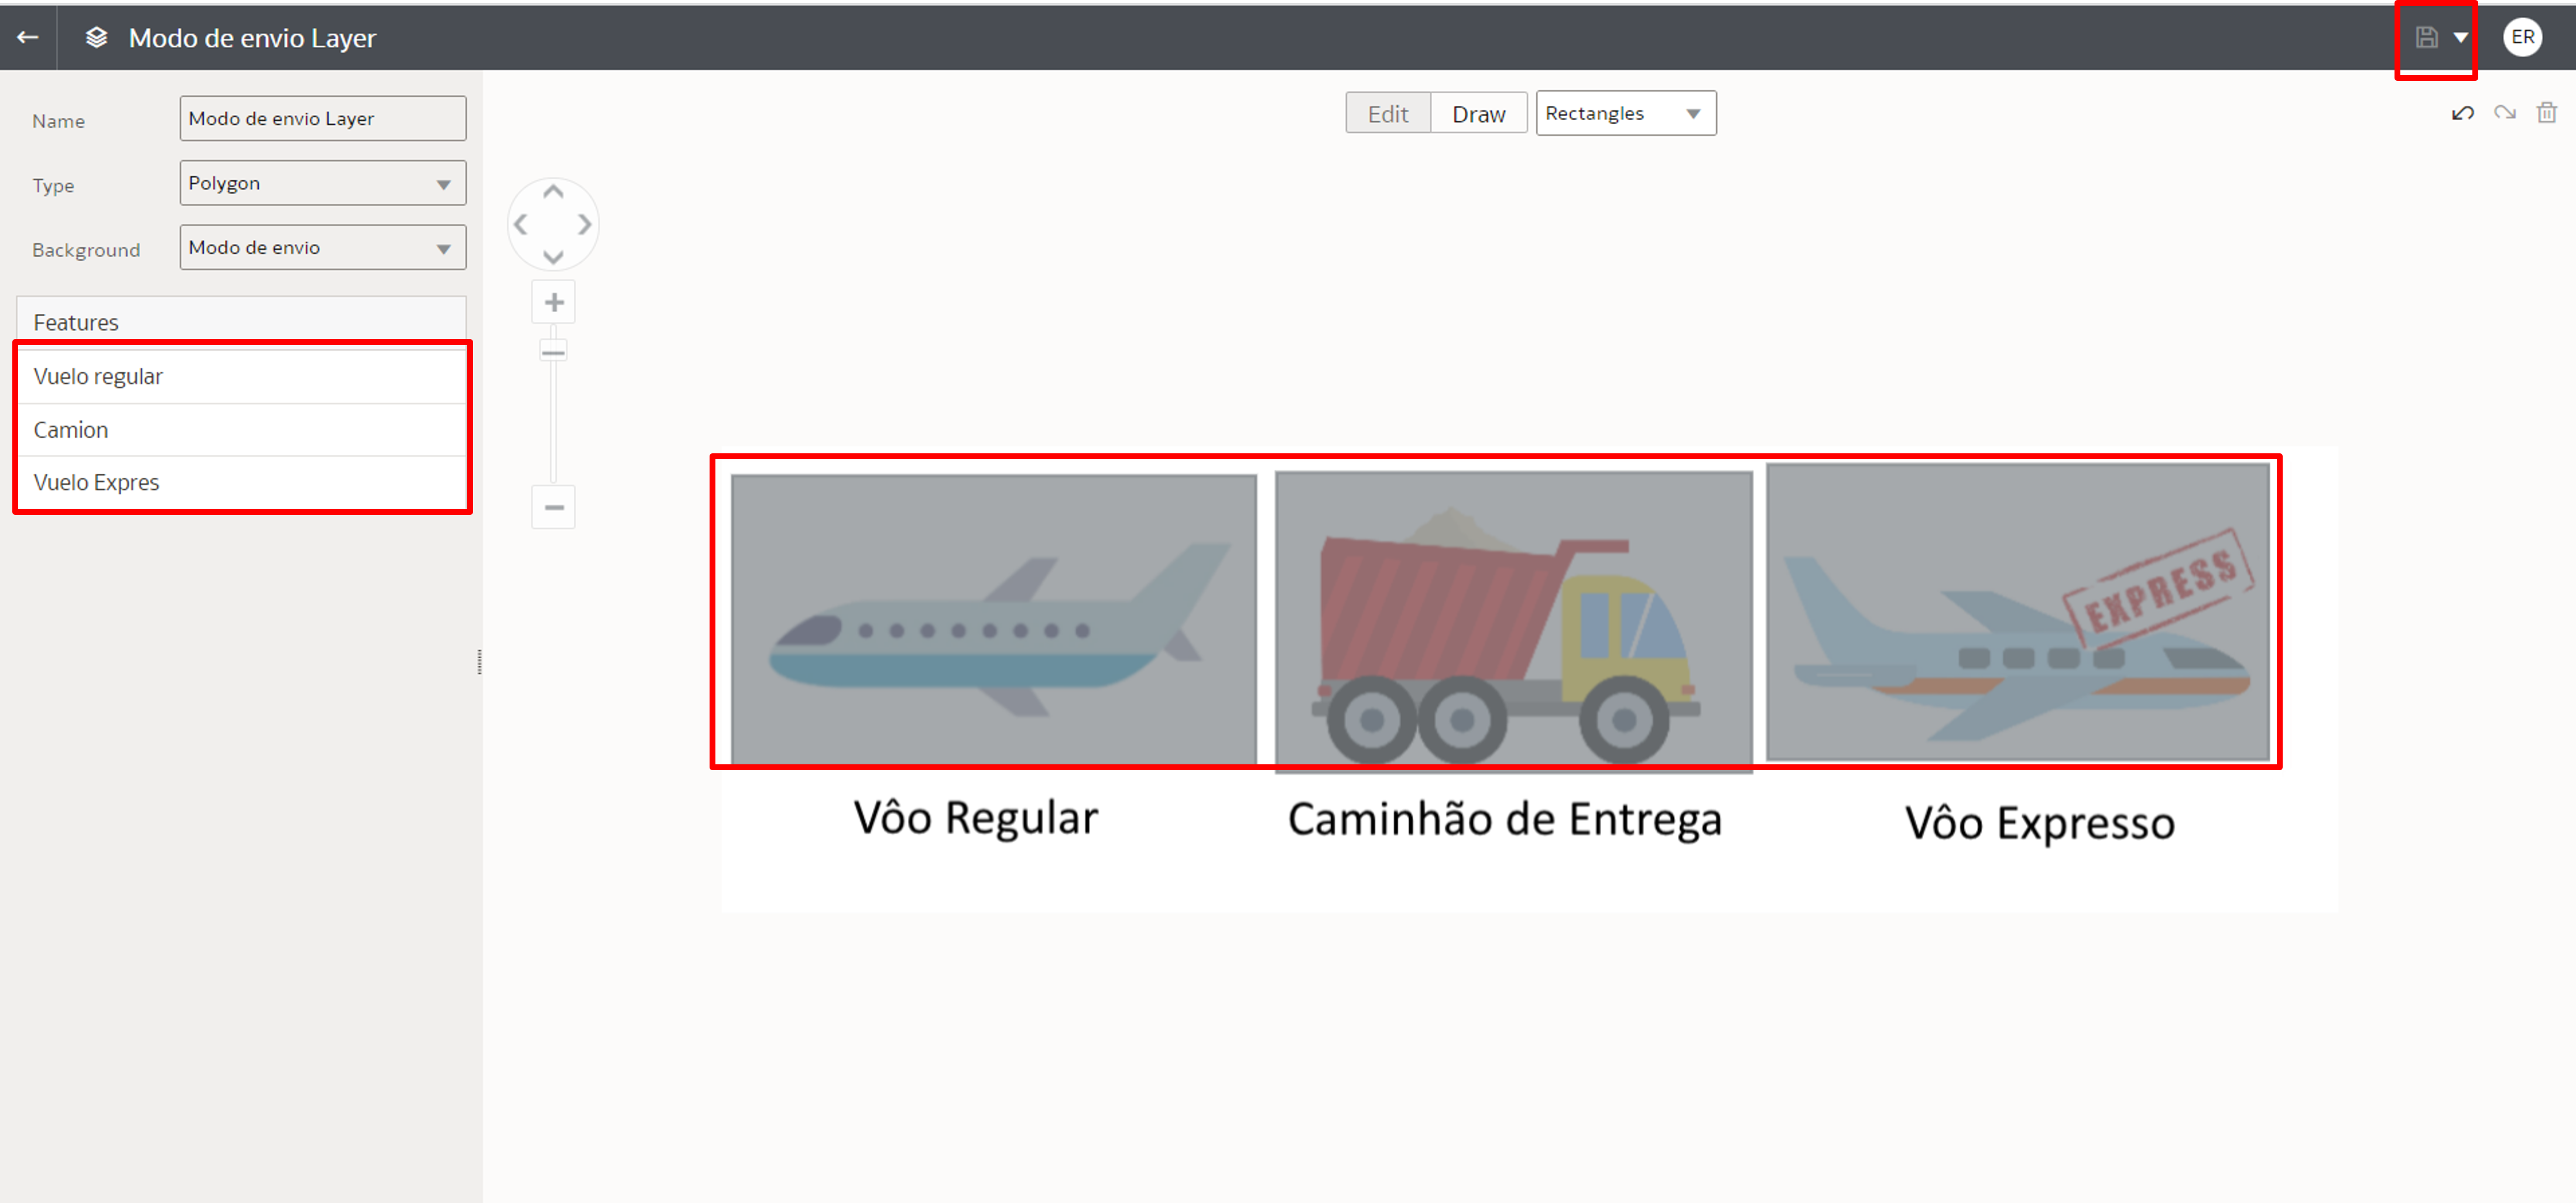 Modo de envio Layer
ER
Name
Modo de envio Layer
Edit
Draw
Rectangles
Type
Polygon
Background
Modo de envio
Features
Vuelo regular
Camion
Vuelo Expres
EXPRESS
Vôo Regular
Caminhão de Entrega
Vôo Expresso